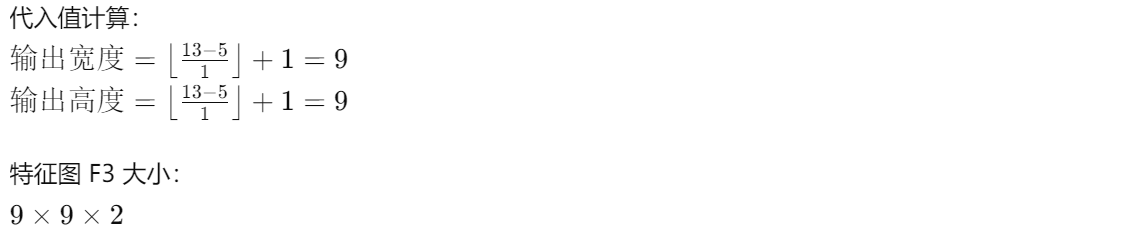 代入值计算：
输出宽度 = ⌊(13−5)/1⌋ + 1 = 9
输出高度 = ⌊(13−5)/1⌋ + 1 = 9
特征图 F3 大小：
9 × 9 × 2